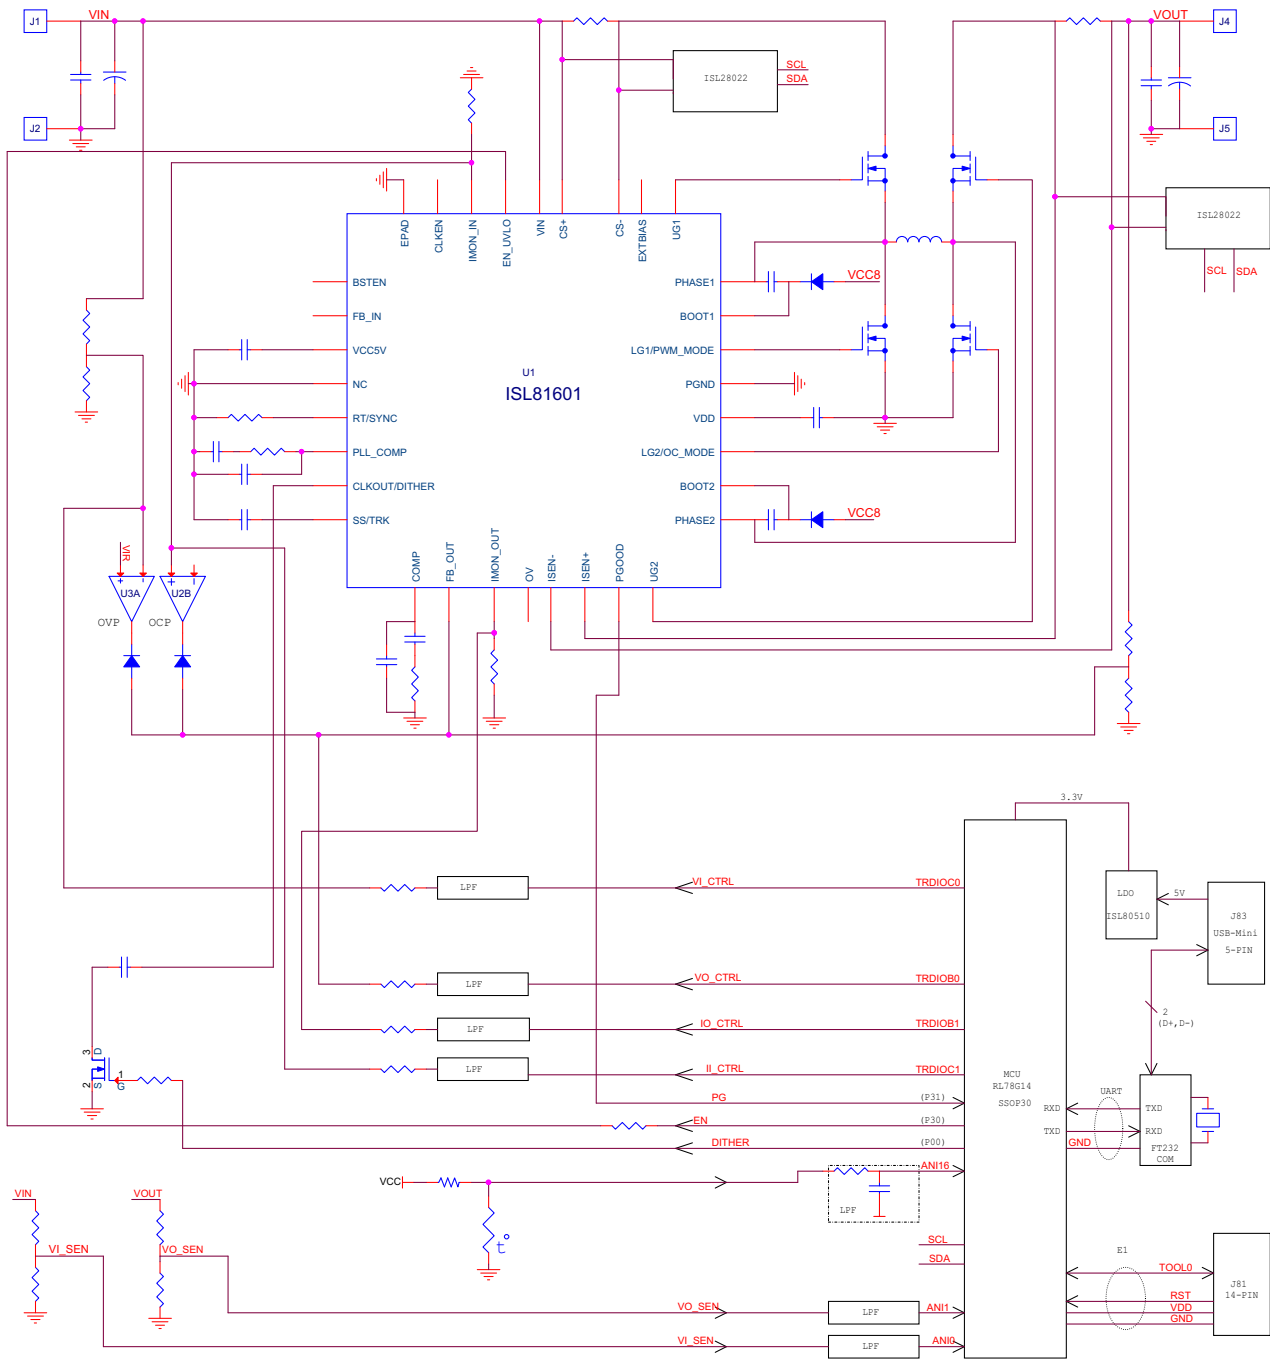 J1
VIN
VOUT
J4
ISL28022
SCL
SDA
J2
J5
ISL28022
SCL
SDA
EPAD
CLKEN
IMON_IN
EN_UVLO
VIN
CS+
CS-
EXTBIAS
UG1
BSTEN
FB_IN
VCC5V
NC
RT/SYNC
PLL_COMP
CLKOUT/DITHER
SS/TRK
U1
ISL81601
PHASE1
BOOT1
LG1/PWM_MODE
PGND
VDD
LG2/OC_MODE
BOOT2
PHASE2
VCC8
VCC8
COMP
FB_OUT
IMON_OUT
OV
ISEN-
ISEN+
PGOOD
UG2
VIR
+
-
+
-
U3A
U2B
OVP
OCP
3.3V
LPF
VI_CTRL
TRDIOC0
LDO
ISL80510
5V
J83
USB-Mini
5-PIN
LPF
VO_CTRL
TRDIOB0
2
(D+,D-)
LPF
IO_CTRL
TRDIOB1
LPF
II_CTRL
TRDIOC1
3
D
2
S
1
G
MCU
RL78G14
SSOP30
PG
(P31)
EN
(P30)
DITHER
(P00)
UART
RXD
TXD
TXD
RXD
GND
FT232
COM
VCC
t°
LPF
ANI16
VIN
VOUT
VI_SEN
VO_SEN
SCL
SDA
E1
TOOL0
RST
VDD
GND
J81
14-PIN
VO_SEN
LPF
ANI1
VI_SEN
LPF
ANI0